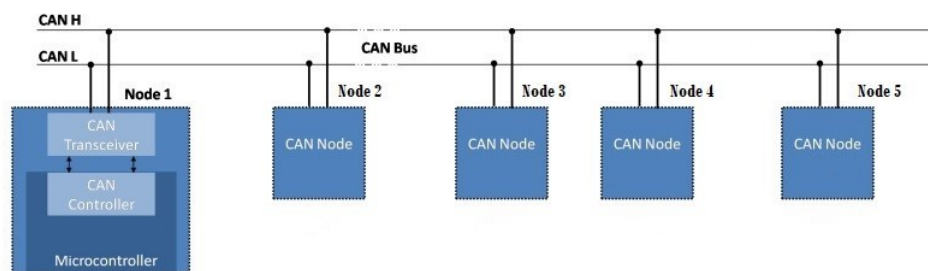 CAN H
CAN L
CAN Bus
Node 1
Node 2
Node 3
Node 4
Node 5
CAN
Transceiver
CAN
Controller
Microcontroller
CAN Node
CAN Node
CAN Node
CAN Node